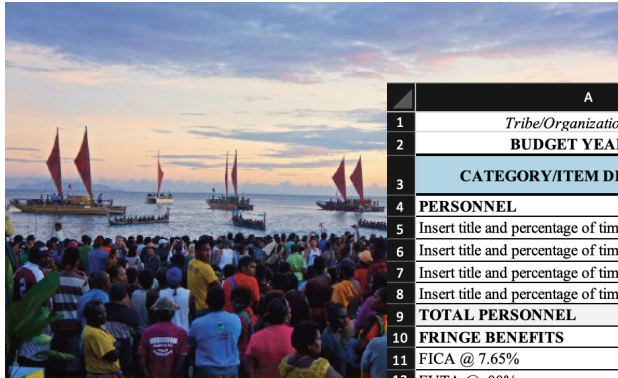 A
1 Tribe/Organizatio
2 BUDGET YEA
3 CATEGORY/ITEM D
4 PERSONNEL
5 Insert title and percentage of tim
6 Insert title and percentage of tim
7 Insert title and percentage of tim
8 Insert title and percentage of tim
9 TOTAL PERSONNEL
10 FRINGE BENEFITS
11 FICA @ 7.65%